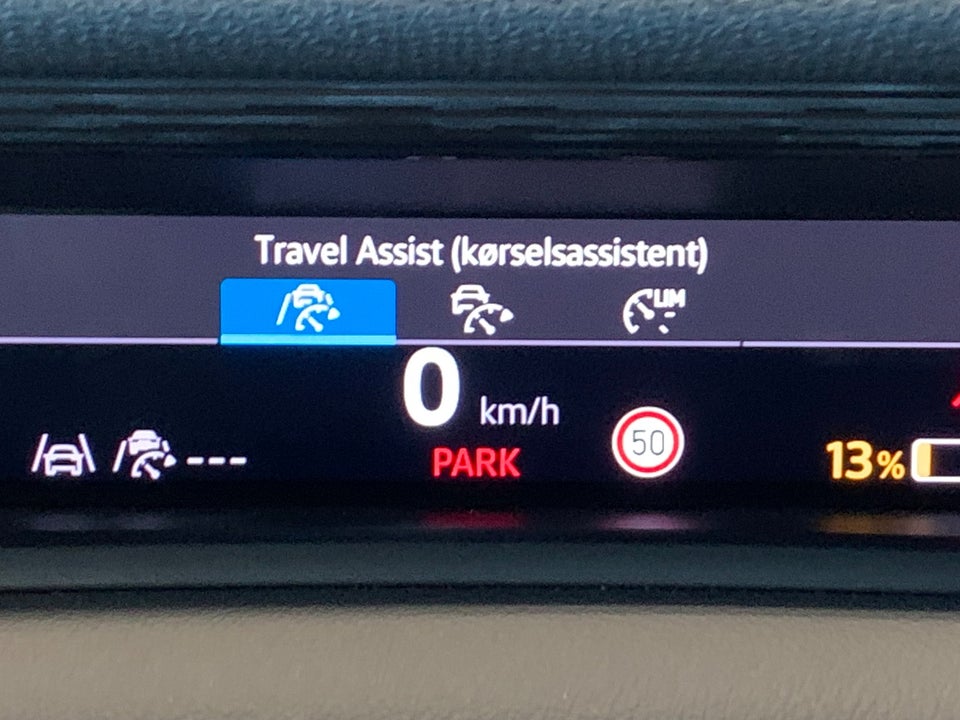 Travel Assist (kørselsassistent)
LIM
0 km/h
PARK
50
---
13%